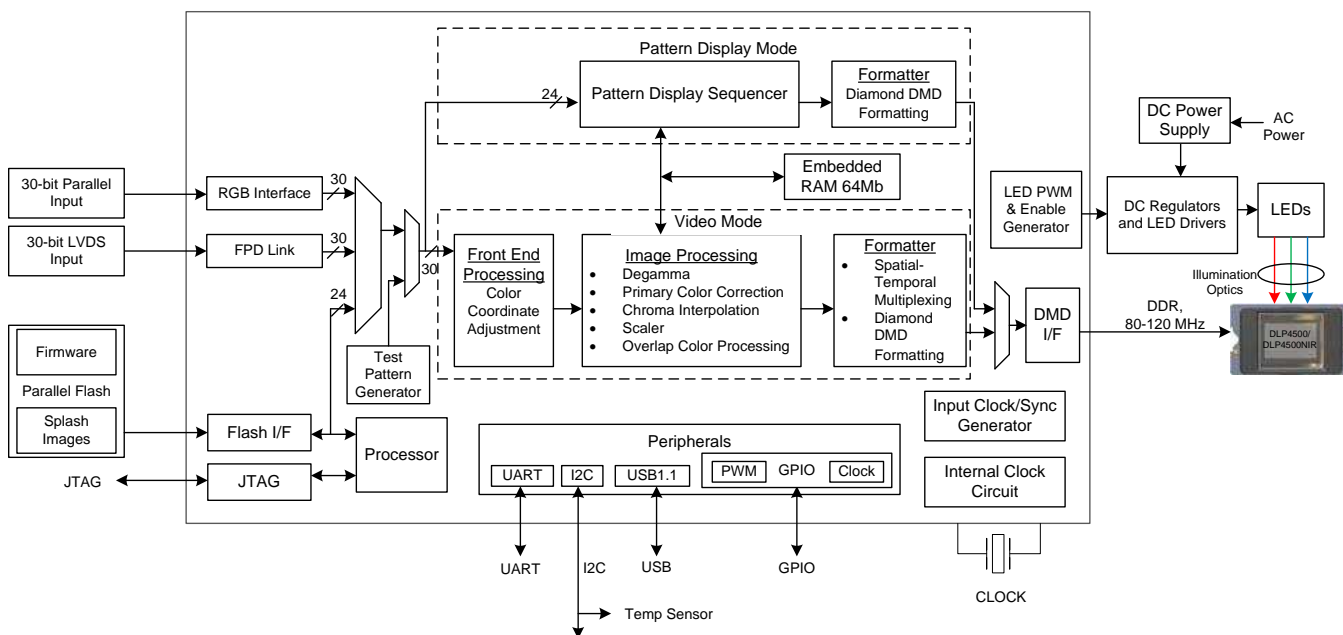 Pattern Display Mode
24
Pattern Display Sequencer
Formatter
Diamond DMD
Formatting
DC Power
Supply
AC
Power
30-bit Parallel
Input
RGB Interface
30
Embedded
RAM 64Mb
LED PWM
& Enable
Generator
DC Regulators
and LED Drivers
LEDs
30-bit LVDS
Input
FPD Link
30
30
Video Mode
Front End
Processing
Color
Coordinate
Adjustment
Image Processing
• Degamma
• Primary Color Correction
• Chroma Interpolation
• Scaler
• Overlap Color Processing
Formatter
• Spatial-
Temporal
Multiplexing
• Diamond
DMD
Formatting
Illumination
Optics
24
DMD
I/F
DDR,
80-120 MHz
DLP4500/
DLP4500NIR
Firmware
Parallel Flash
Splash
Images
Test
Pattern
Generator
Flash I/F
Processor
JTAG
JTAG
Peripherals
UART
I2C
USB1.1
PWM
GPIO
Clock
Input Clock/Sync
Generator
Internal Clock
Circuit
UART
I2C
USB
GPIO
CLOCK
Temp Sensor